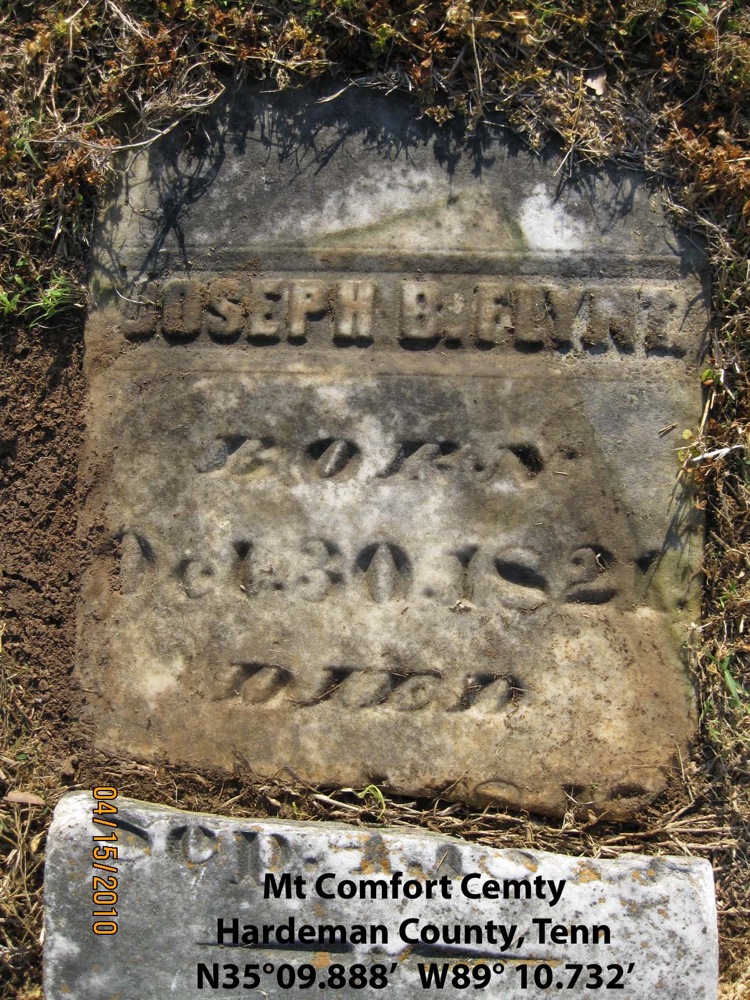 JOSEPH B. ELYNE
BORN
Oct. 30. 182
DIED
04/15/2010
Mt Comfort Cemty
Hardeman County, Tenn
N35°09.888’ W89° 10.732’